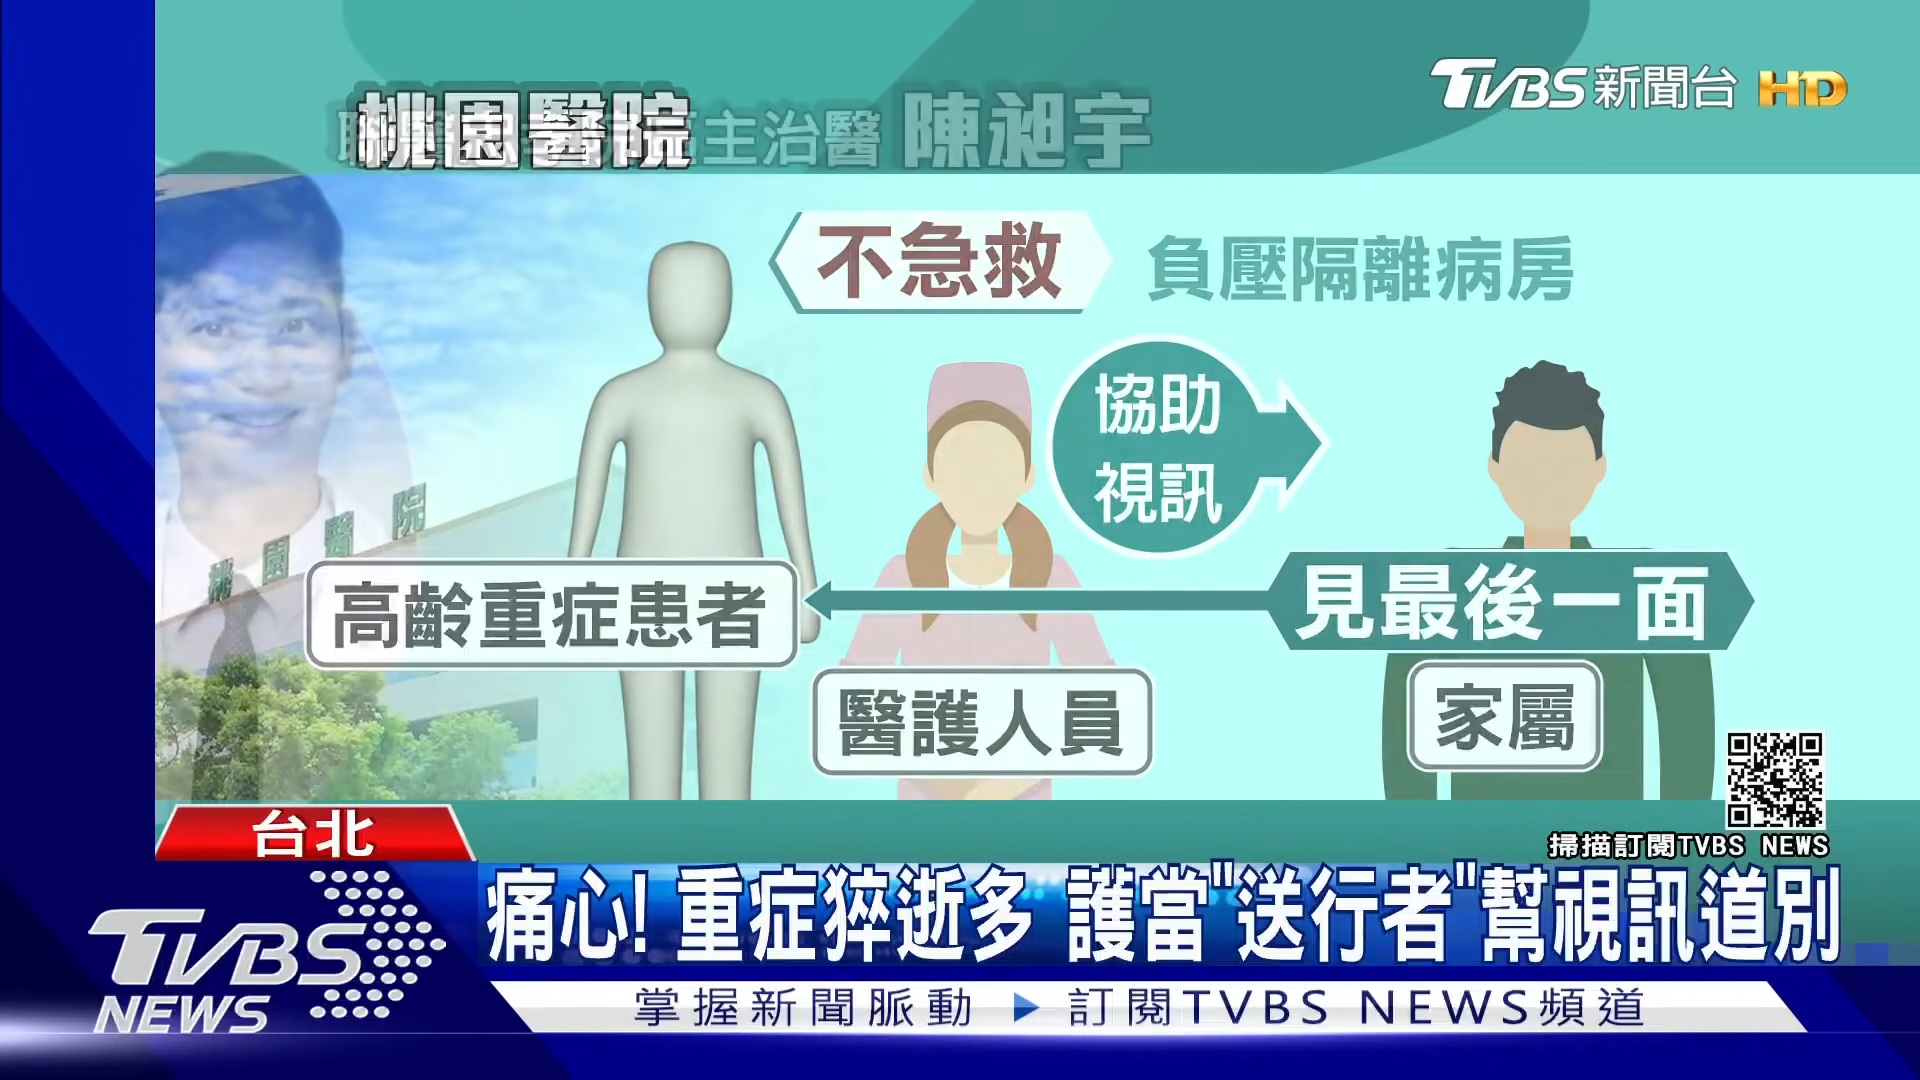 TVBS新聞台 HD
桃園醫院
主治醫 陳昶宇
不急救 負壓隔離病房
協助
視訊
桃園醫院
高齡重症患者
見最後一面
醫護人員
家屬
掃描訂閱TVBS NEWS
台北
痛心! 重症猝逝多 護當"送行者"幫視訊道別
TVBS
NEWS
掌握新聞脈動 ▶ 訂閱TVBS NEWS頻道